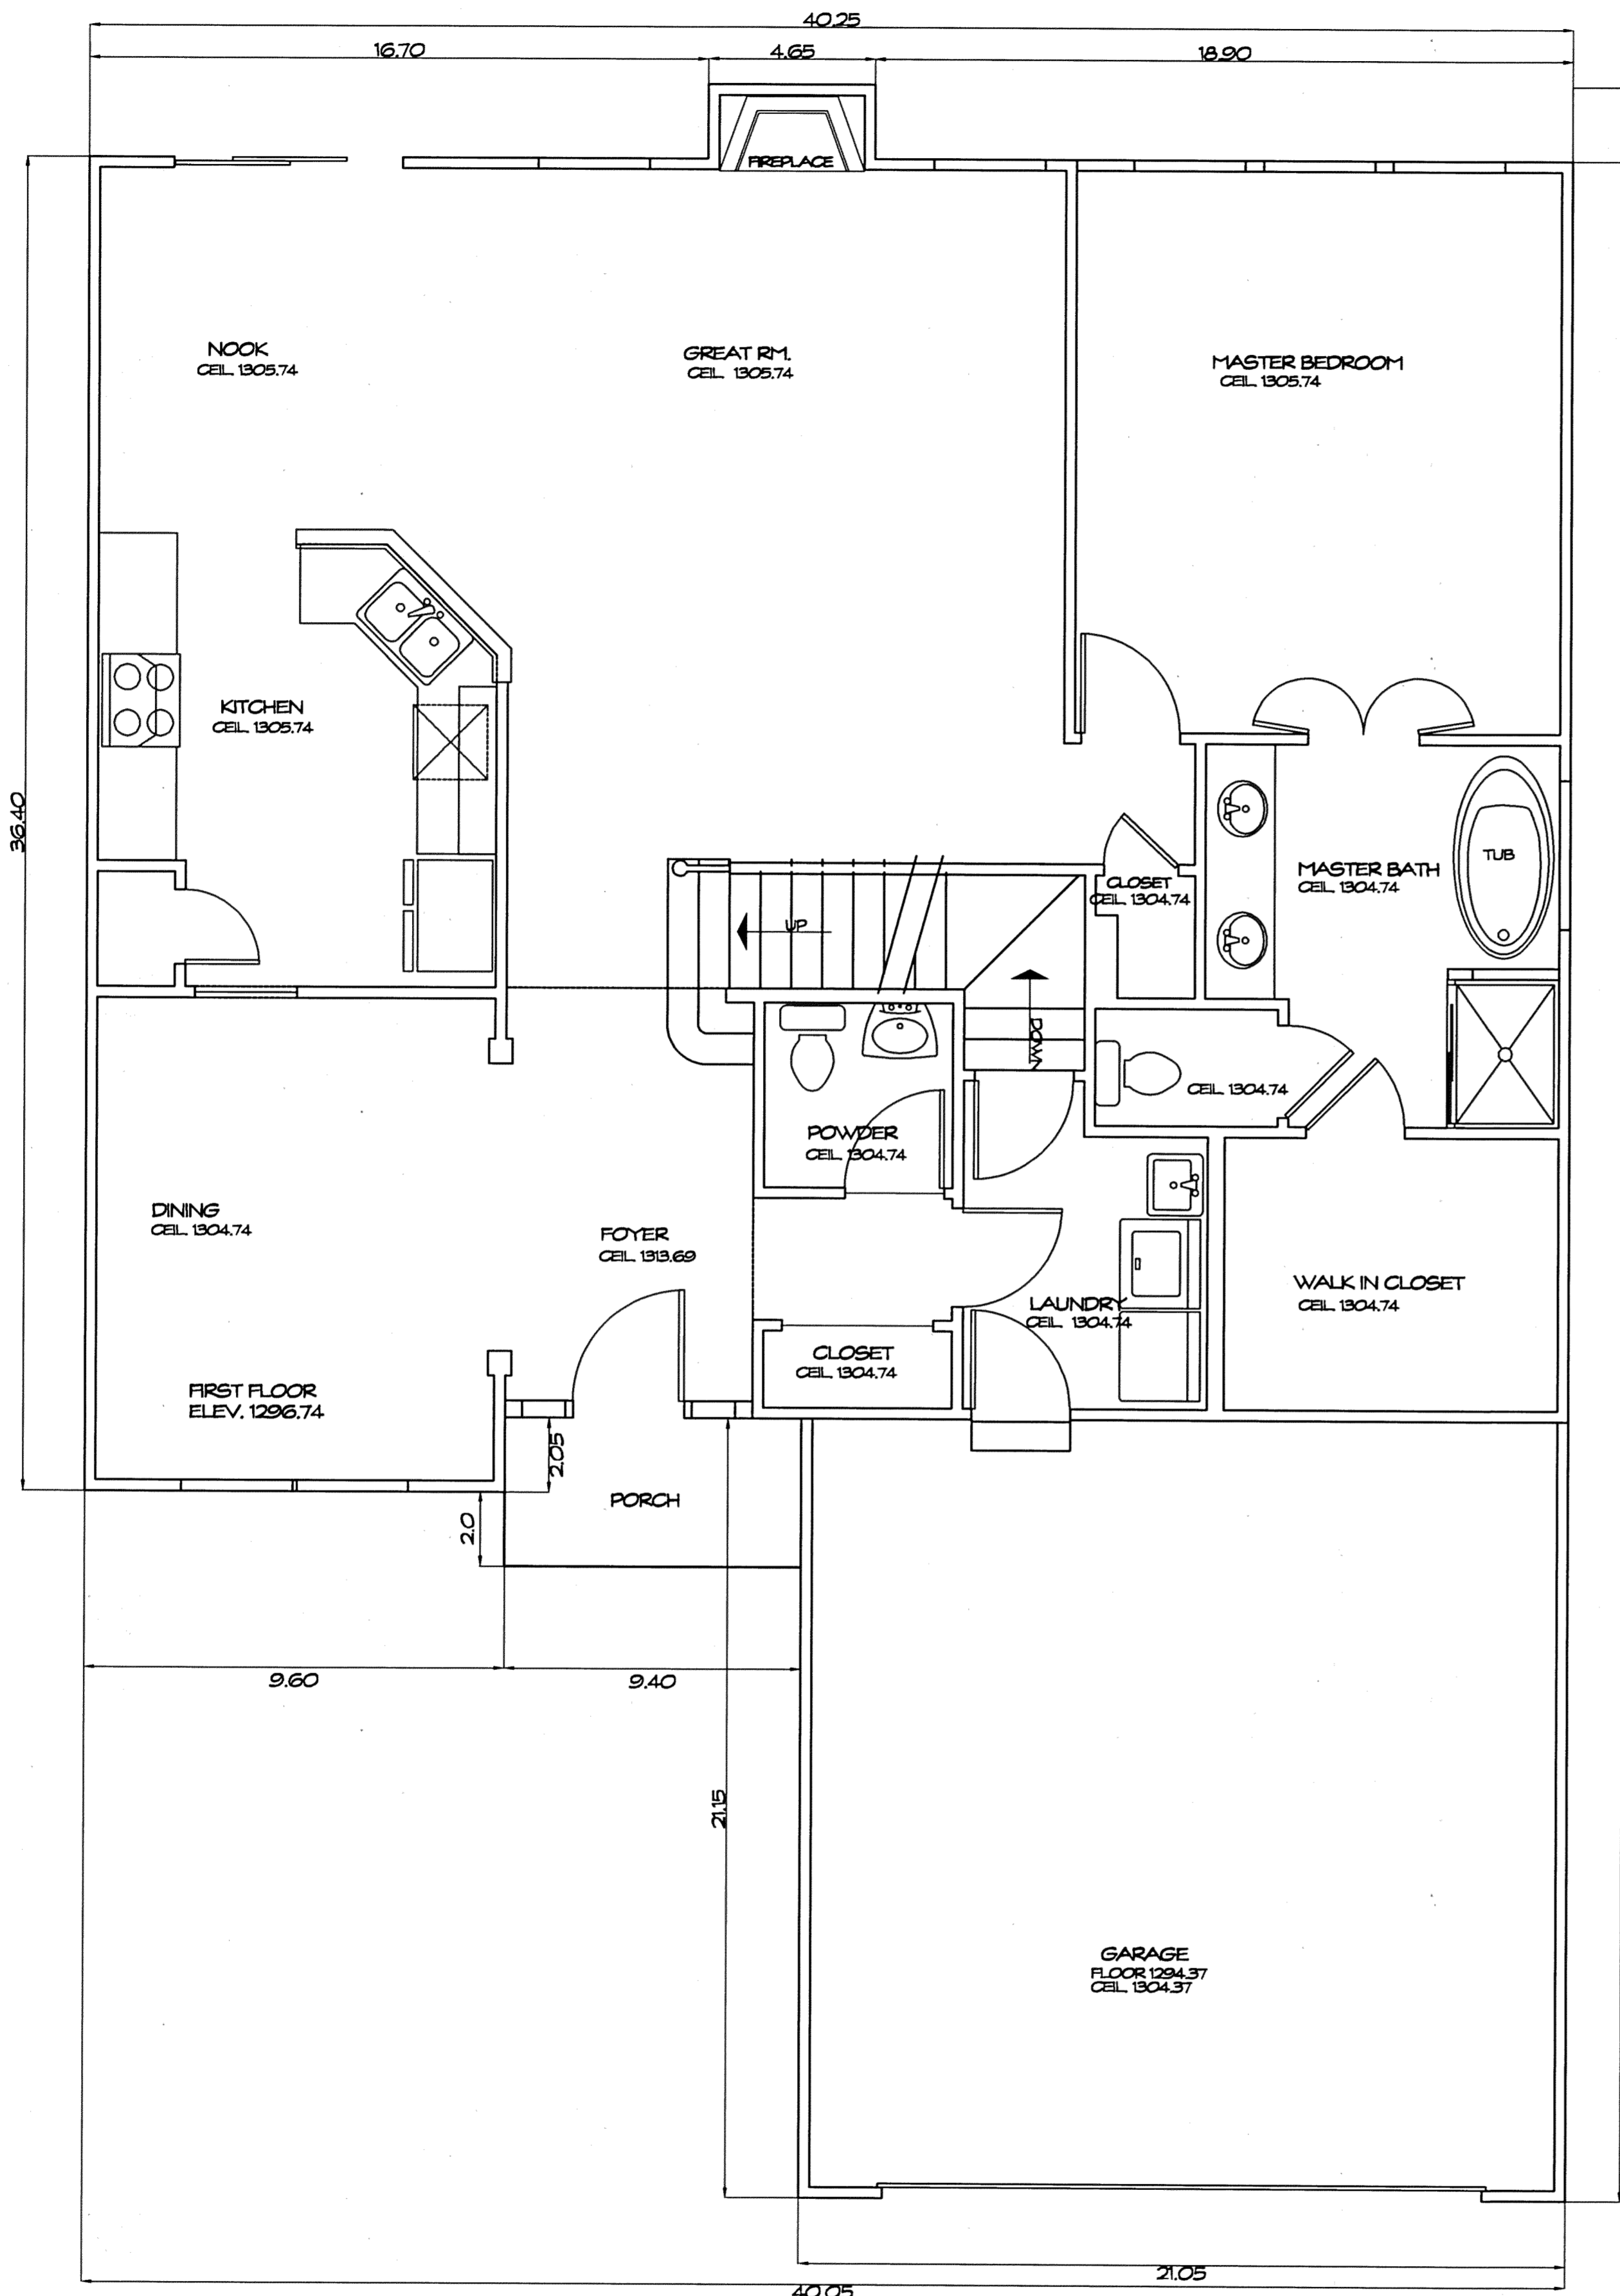 40.25
16.70
4.65
18.90
FIREPLACE
NOOK
CEIL. 1305.74
GREAT RM.
CEIL. 1305.74
MASTER BEDROOM
CEIL. 1305.74
KITCHEN
CEIL. 1305.74
36.40
TUB
MASTER BATH
CEIL. 1304.74
CLOSET
CEIL. 1304.74
UP
DOWN
CEIL. 1304.74
POWDER
CEIL. 1304.74
DINING
CEIL. 1304.74
FOYER
CEIL. 1313.69
WALK IN CLOSET
CEIL. 1304.74
LAUNDRY
CEIL. 1304.74
CLOSET
CEIL. 1304.74
FIRST FLOOR
ELEV. 1296.74
2.05
PORCH
2.0
9.60
9.40
21.15
GARAGE
FLOOR 1294.37
CEIL. 1304.37
21.05
40.05